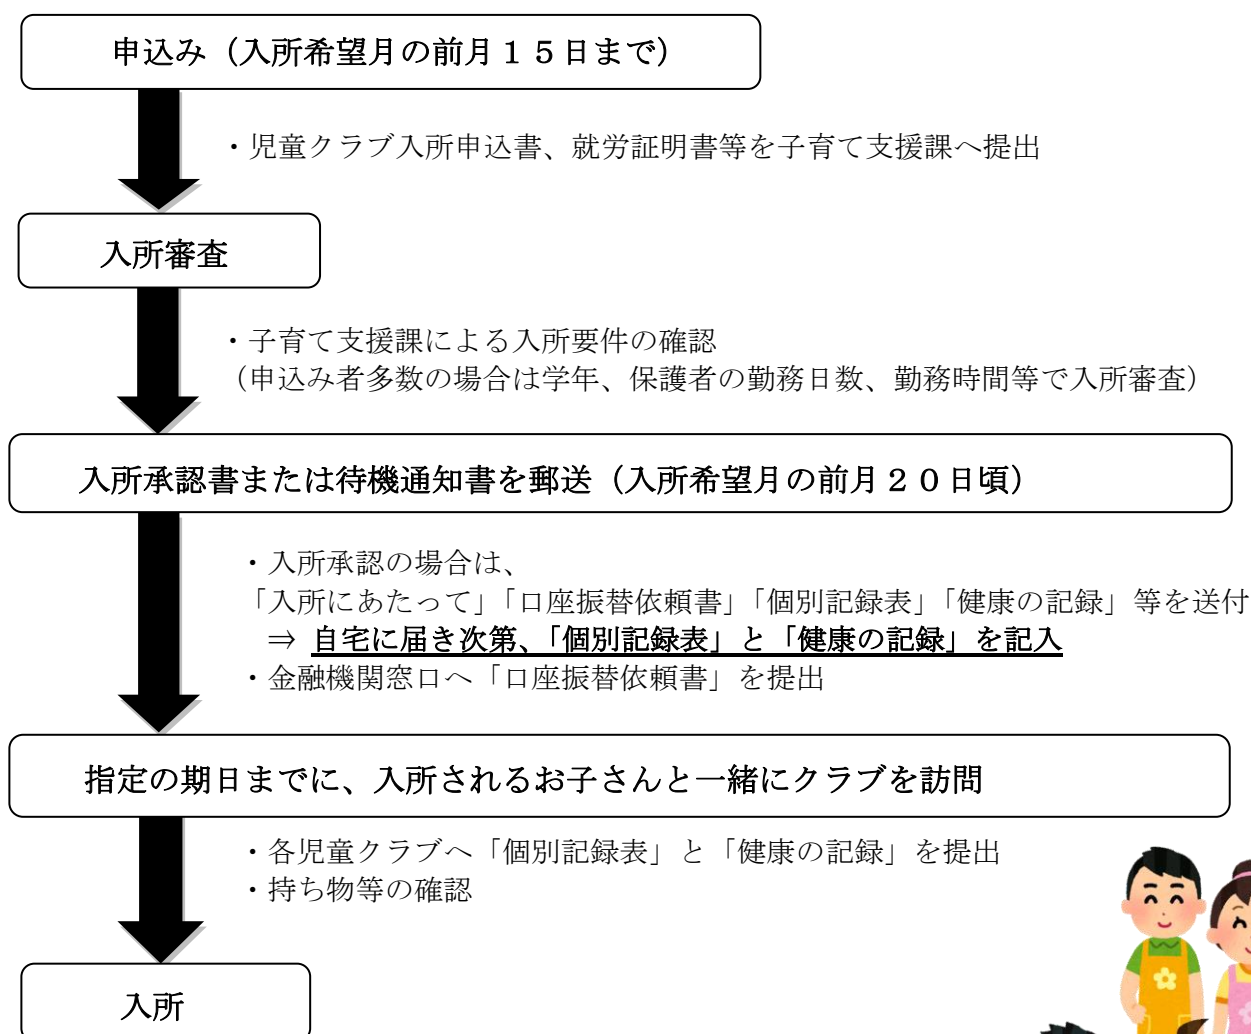 申込み（入所希望月の前月１５日まで）
・児童クラブ入所申込書、就労証明書等を子育て支援課へ提出
入所審査
・子育て支援課による入所要件の確認
（申込み者多数の場合は学年、保護者の勤務日数、勤務時間等で入所審査）
入所承認書または待機通知書を郵送（入所希望月の前月２０日頃）
・入所承認の場合は、
「入所にあたって」「口座振替依頼書」「個別記録表」「健康の記録」等を送付
⇒ 自宅に届き次第、「個別記録表」と「健康の記録」を記入
・金融機関窓口へ「口座振替依頼書」を提出
指定の期日までに、入所されるお子さんと一緒にクラブを訪問
・各児童クラブへ「個別記録表」と「健康の記録」を提出
・持ち物等の確認
入所